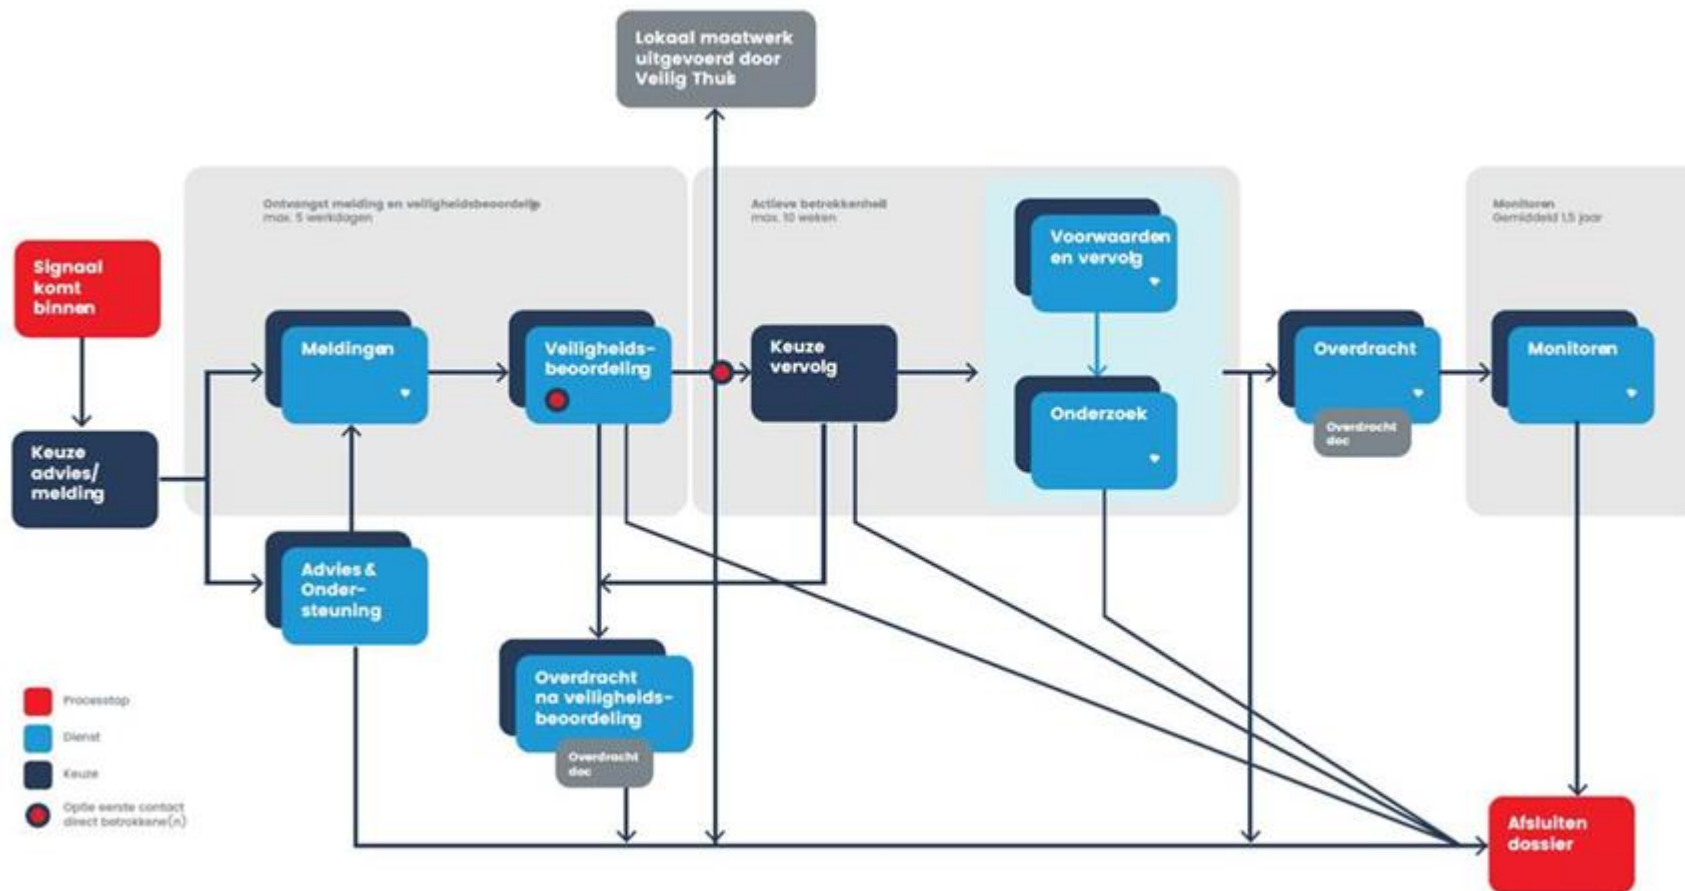 Lokaal maatwerk
uitgevoerd door
Veilig Thuis
Ontvangst melding en veiligheidsbeoordelig
max. 5 werkdagen
Actieve betrokkenheid
max. 10 weken
Monitoren
Gemiddeld 1,5 jaar
Signaal
komt
binnen
Keuze
advies/
melding
Meldingen
Veiligheids-
beoordeling
Keuze
vervolg
Voorwaarden
en vervolg
Onderzoek
Overdracht
Overdracht
doc
Monitoren
Advies &
Onder-
steuning
Overdracht
na veiligheids-
beoordeling
Overdracht
doc
Processtap
Dienst
Keuze
Optie eerste contact
direct betrokkene(n)
Afsluiten
dossier